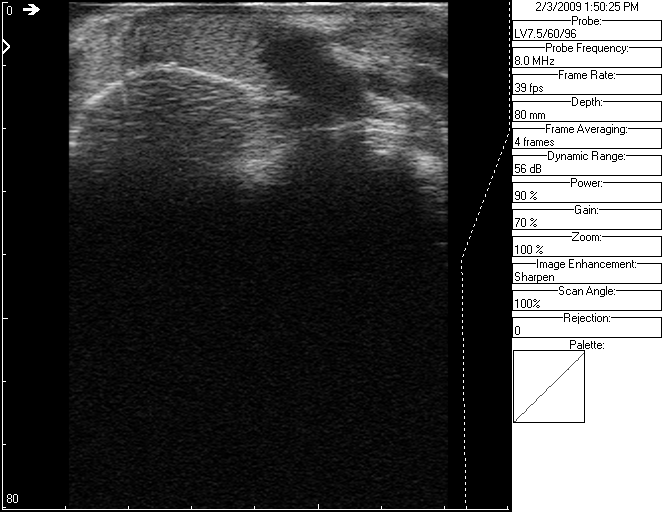 0
80
2/3/2009 1:50:25 PM
Probe:
LV7.5/60/96
Probe Frequency:
8.0 MHz
Frame Rate:
39 fps
Depth:
80 mm
Frame Averaging:
4 frames
Dynamic Range:
56 dB
Power:
90 %
Gain:
70 %
Zoom:
100 %
Image Enhancement:
Sharpen
Scan Angle:
100%
Rejection:
0
Palette: